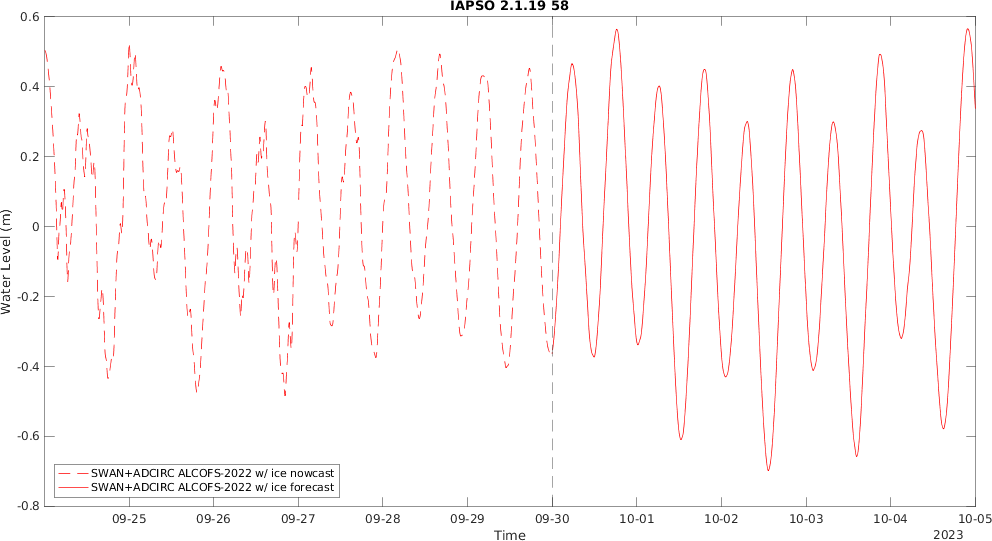 IAPSO 2.1.19 58
0.6
0.4
0.2
0
-0.2
-0.4
-0.6
-0.8
Water Level (m)
SWAN+ADCIRC ALCOFS-2022 w/ ice nowcast
SWAN+ADCIRC ALCOFS-2022 w/ ice forecast
09-25 09-26 09-27 09-28 09-29 09-30 10-01 10-02 10-03 10-04 10-05
Time
2023